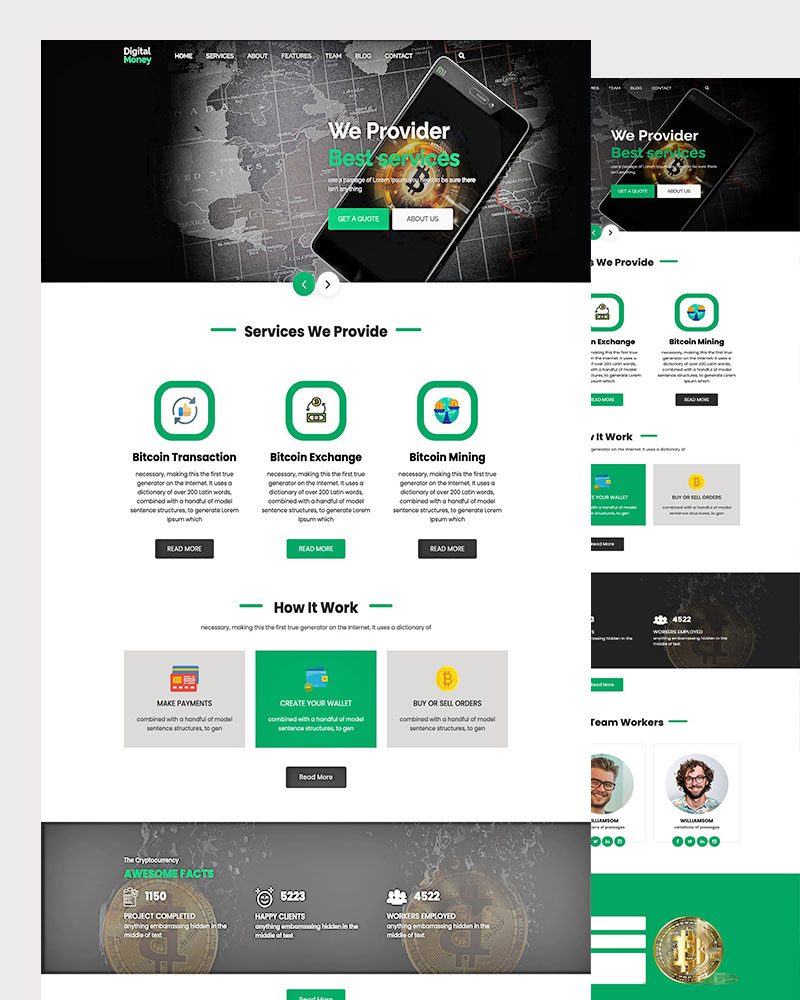 Digital
Money
HOME SERVICES ABOUT FEATURES TEAM BLOG CONTACT
We Provider
Best services
use a passage of Lorem Ipsum, you need to be sure there
isn't anything
GET A QUOTE ABOUT US
Services We Provide
Bitcoin Transaction
necessary, making this the first true
generator on the Internet. It uses a
dictionary of over 200 Latin words,
combined with a handful of model
sentence structures, to generate Lorem
Ipsum which
READ MORE
Bitcoin Exchange
necessary, making this the first true
generator on the Internet. It uses a
dictionary of over 200 Latin words,
combined with a handful of model
sentence structures, to generate Lorem
Ipsum which
READ MORE
Bitcoin Mining
necessary, making this the first true
generator on the Internet. It uses a
dictionary of over 200 Latin words,
combined with a handful of model
sentence structures, to generate Lorem
Ipsum which
READ MORE
How It Work
necessary, making this the first true generator on the Internet. It uses a dictionary of
MAKE PAYMENTS
combined with a handful of model
sentence structures, to gen
CREATE YOUR WALLET
combined with a handful of model
sentence structures, to gen
BUY OR SELL ORDERS
combined with a handful of model
sentence structures, to gen
Read More
The Cryptocurrency
AWESOME FACTS
1150
PROJECT COMPLETED
anything embarrassing hidden in the
middle of text
5223
HAPPY CLIENTS
anything embarrassing hidden in the
middle of text
4522
WORKERS EMPLOYED
anything embarrassing hidden in the
middle of text
Read More
TEAM BLOG CONTACT
We Provider
Best services
use a passage of Lorem Ipsum, you need to be sure there
isn't anything
GET A QUOTE ABOUT US
s We Provide
n Exchange
making this the first true
on the Internet. It uses a
of over 200 Latin words,
with a handful of model
structures, to generate Lorem
Ipsum which
READ MORE
Bitcoin Mining
necessary, making this the first true
generator on the Internet. It uses a
dictionary of over 200 Latin words,
combined with a handful of model
sentence structures, to generate Lorem
Ipsum which
READ MORE
It Work
generator on the Internet. It uses a dictionary of
YOUR WALLET
with a handful of model
structures, to gen
BUY OR SELL ORDERS
combined with a handful of model
sentence structures, to gen
Read More
3
hidden in the
4522
WORKERS EMPLOYED
anything embarrassing hidden in the
middle of text
Read More
Team Workers
WILLIAMSOM
of passages
WILLIAMSOM
variations of passages